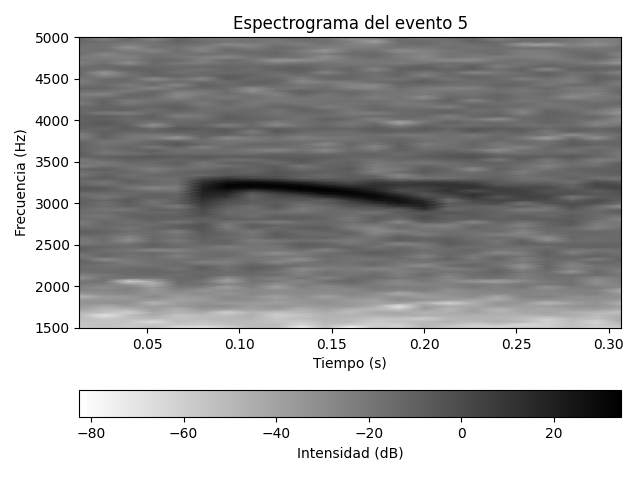 Espectrograma del evento 5
5000
4500
4000
3500
3000
2500
2000
1500
Frecuencia (Hz)
0.05 0.10 0.15 0.20 0.25 0.30
Tiempo (s)
−80 −60 −40 −20 0 20
Intensidad (dB)